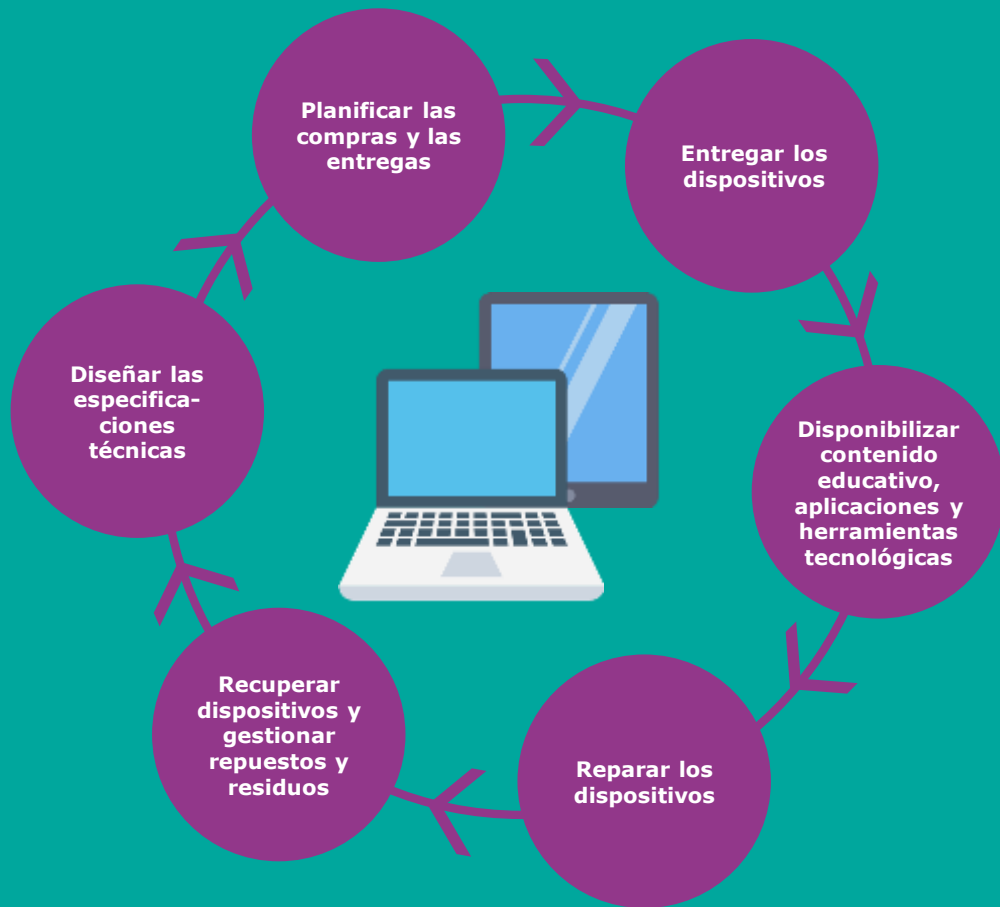 Planificar las
compras y las
entregas
Entregar los
dispositivos
Disponibilizar
contenido
educativo,
aplicaciones y
herramientas
tecnológicas
Reparar los
dispositivos
Recuperar
dispositivos y
gestionar
repuestos y
residuos
Diseñar las
especifica-
ciones
técnicas